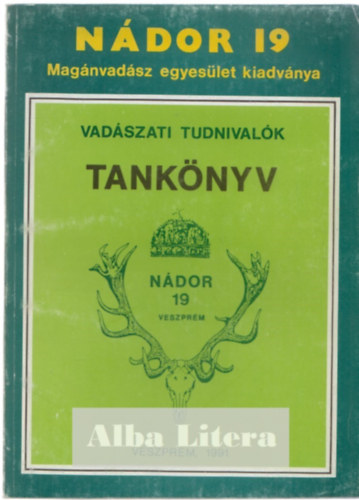 NÁDOR 19
Magánvadász egyesület kiadványa
VADÁSZATI TUDNIVALÓK
TANKÖNYV
NÁDOR
19
VESZPRÉM
Alba Litera
VESZPRÉM, 1991